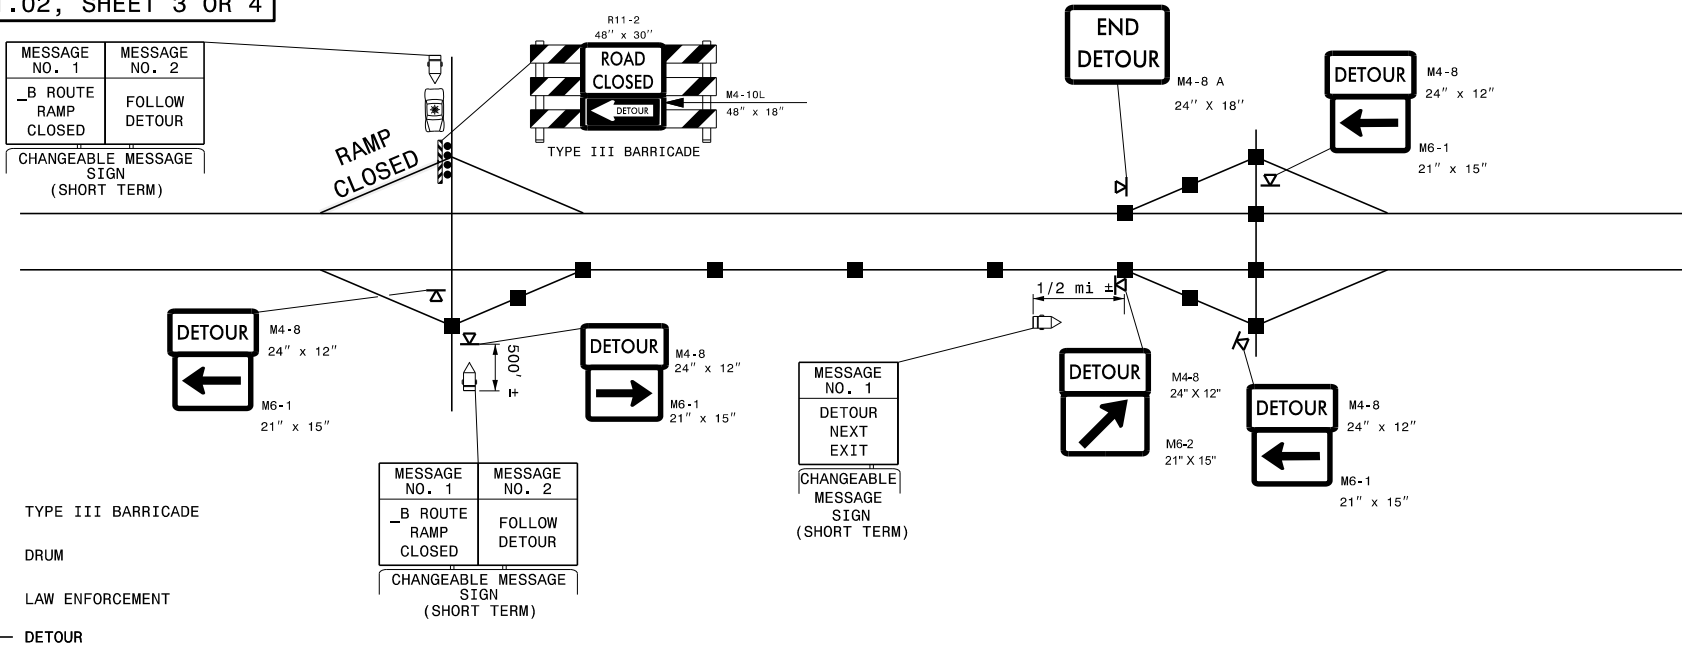 .02, SHEET 3 OR 4
MESSAGE NO. 1
MESSAGE NO. 2
_B ROUTE
RAMP
CLOSED
FOLLOW
DETOUR
CHANGEABLE MESSAGE
SIGN
(SHORT TERM)
RAMP
CLOSED
R11-2
48" x 30"
ROAD
CLOSED
DETOUR
M4-10L
48" x 18"
TYPE III BARRICADE
END
DETOUR
M4-8 A
24" X 18"
DETOUR
M4-8
24" x 12"
M6-1
21" x 15"
DETOUR
M4-8
24" x 12"
M6-1
21" x 15"
500' ±
DETOUR
M4-8
24" x 12"
M6-1
21" x 15"
MESSAGE NO. 1
MESSAGE NO. 2
_B ROUTE
RAMP
CLOSED
FOLLOW
DETOUR
CHANGEABLE MESSAGE
SIGN
(SHORT TERM)
1/2 mi ±
MESSAGE
NO. 1
DETOUR
NEXT
EXIT
CHANGEABLE
MESSAGE
SIGN
(SHORT TERM)
DETOUR
M4-8
24" X 12"
M6-2
21" X 15"
DETOUR
M4-8
24" x 12"
M6-1
21" x 15"
TYPE III BARRICADE
DRUM
LAW ENFORCEMENT
DETOUR